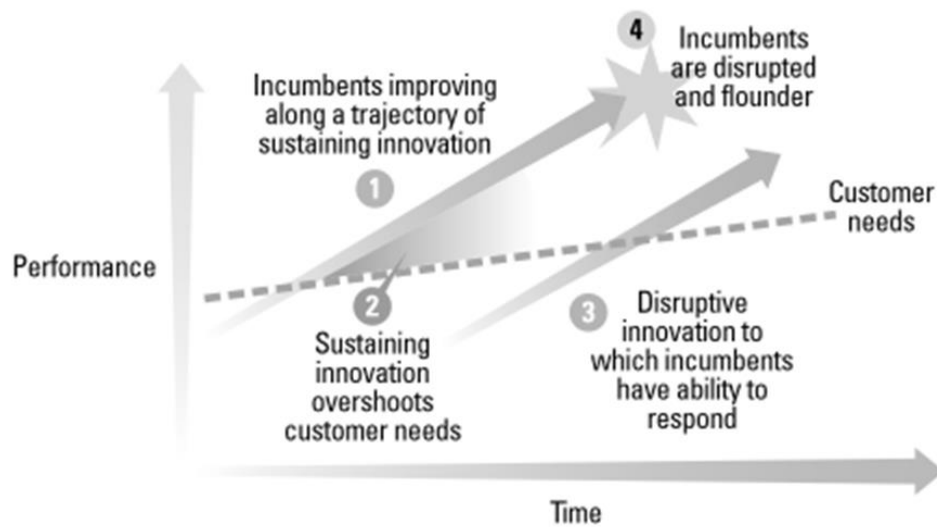 4
Incumbents
are disrupted
and flounder
Incumbents improving
along a trajectory of
sustaining innovation
1
Customer
needs
Performance
2
Sustaining
innovation
overshoots
customer needs
3
Disruptive
innovation to
which incumbents
have ability to
respond
Time